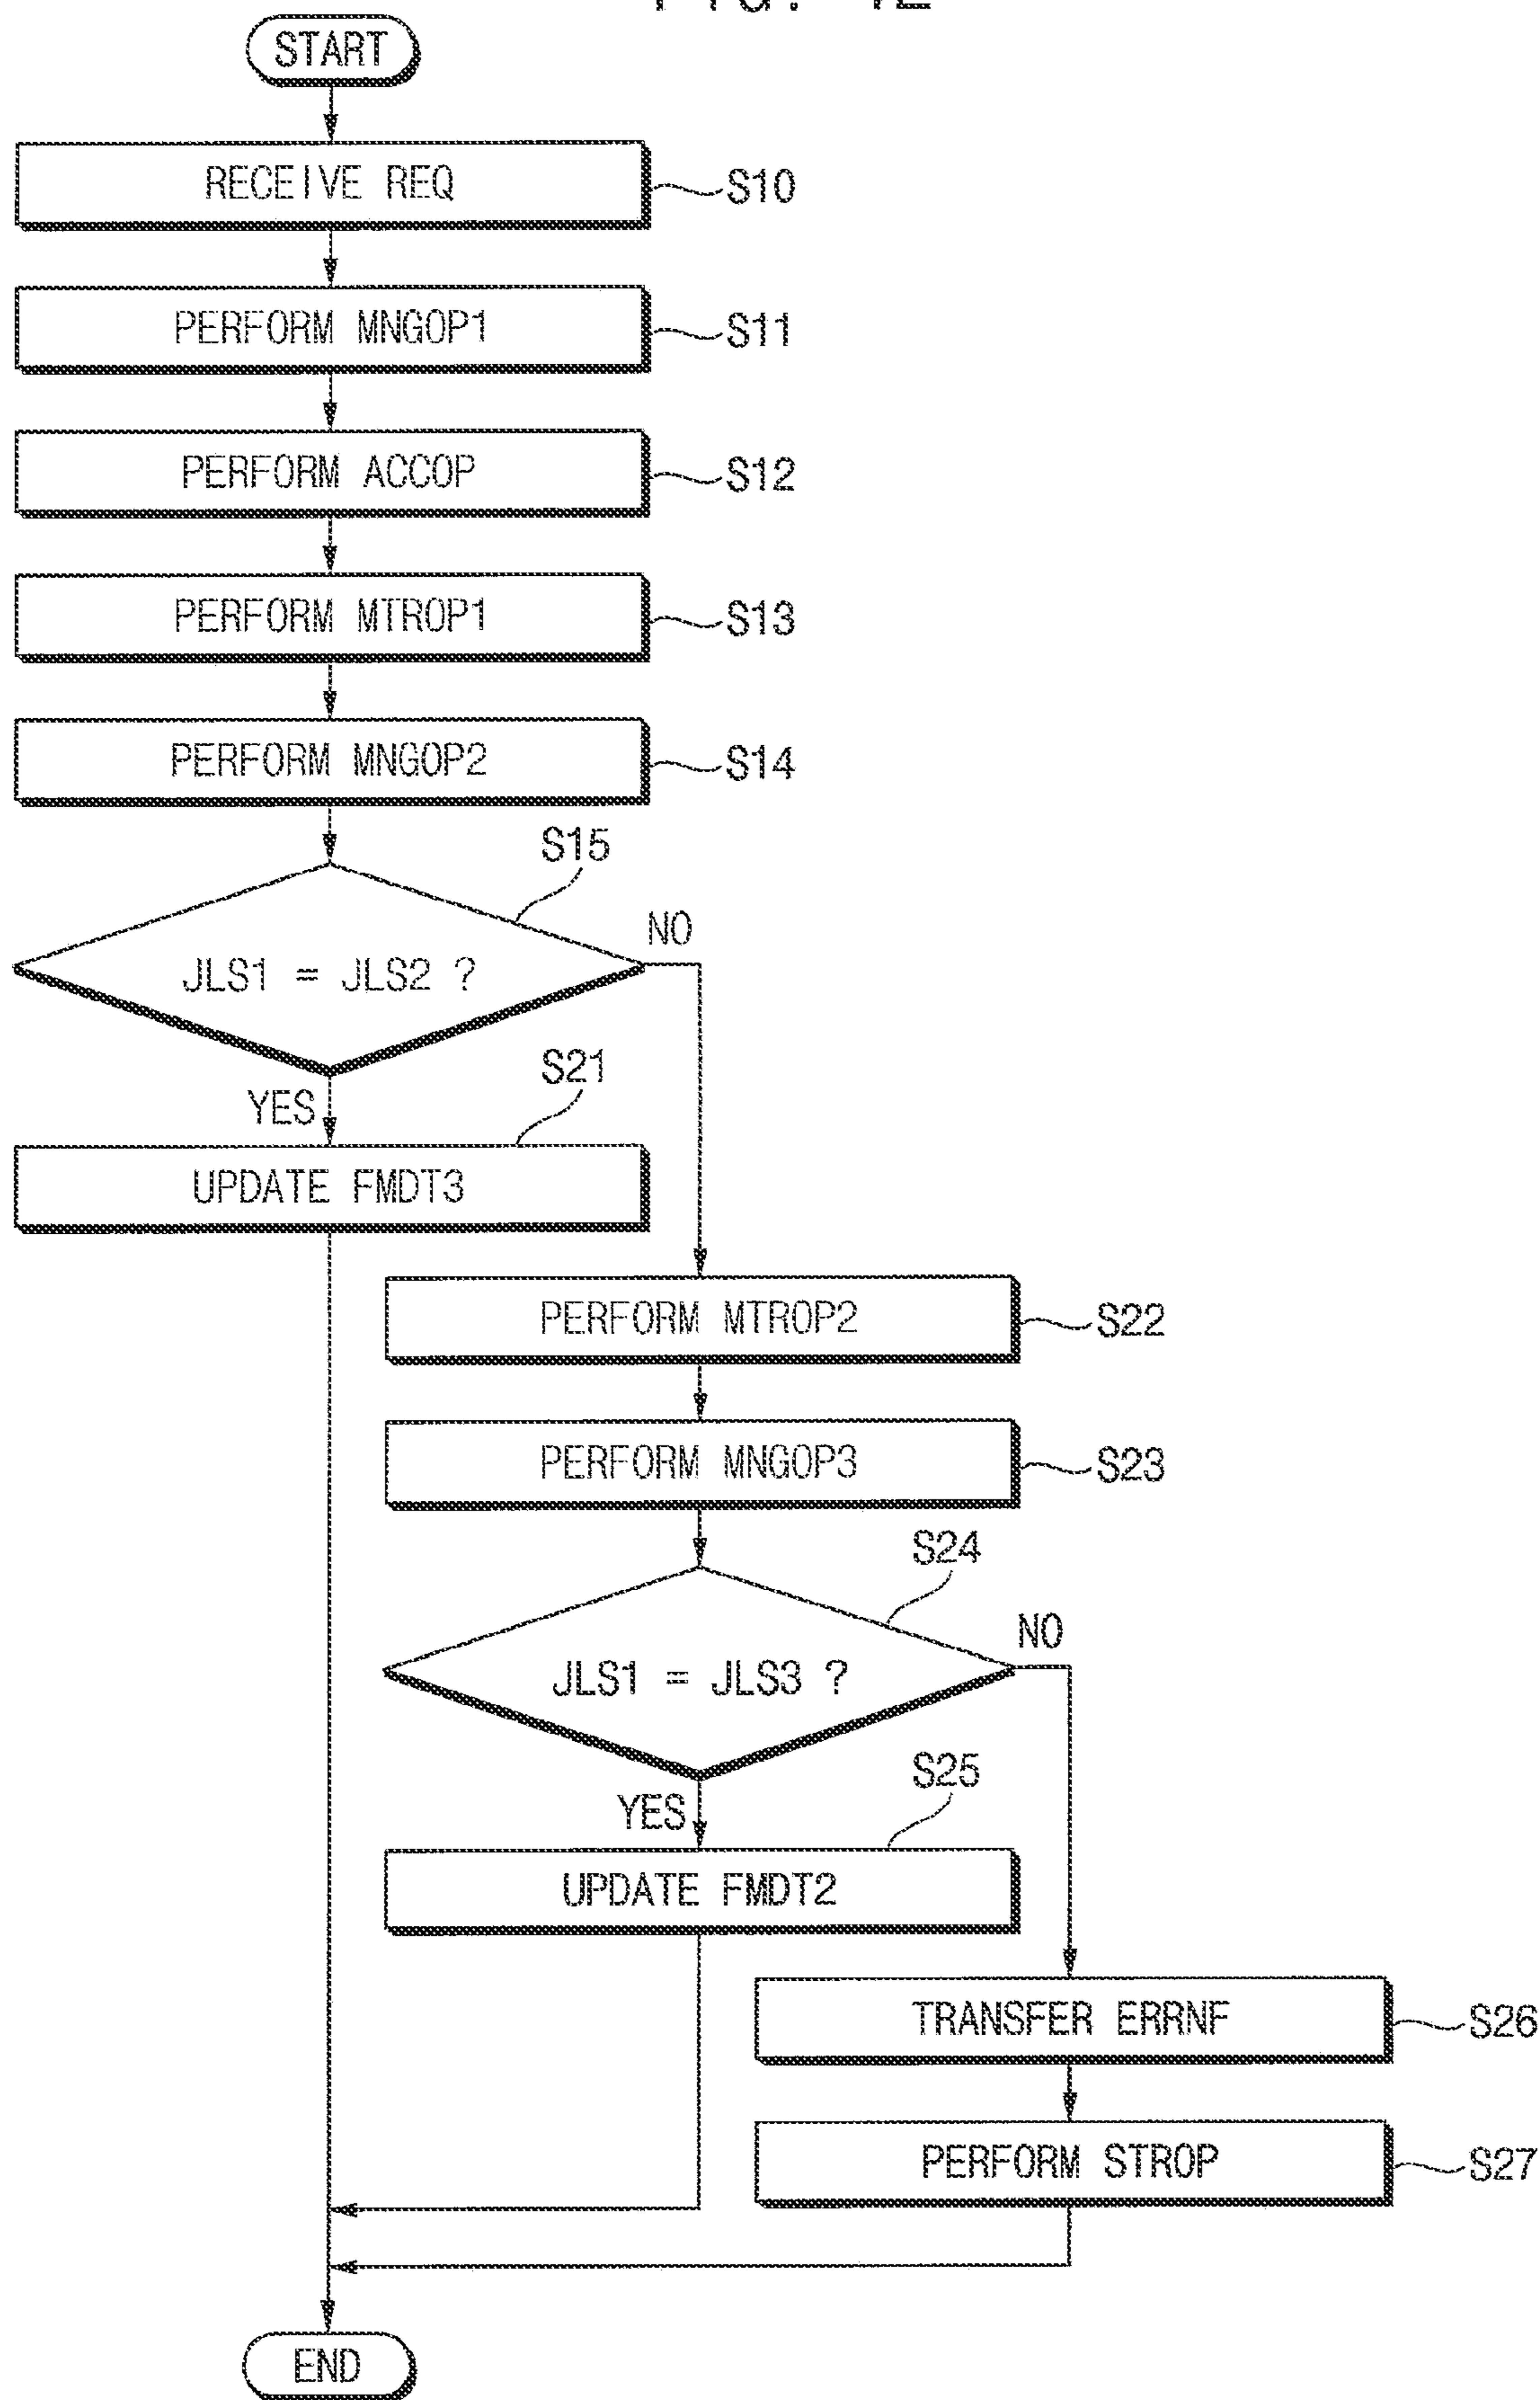 START
RECEIVE REQ
S10
PERFORM MNGOP1
S11
PERFORM ACCOP
S12
PERFORM MTROP1
S13
PERFORM MNGOP2
S14
S15
NO
JLS1 = JLS2 ?
S21
YES
UPDATE FMDT3
PERFORM MTROP2
S22
PERFORM MNGOP3
S23
S24
NO
JLS1 = JLS3 ?
S25
YES
UPDATE FMDT2
TRANSFER ERRNF
S26
PERFORM STROP
S27
END